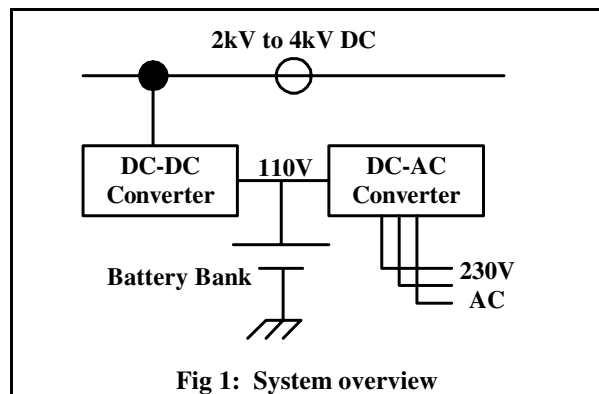 2kV to 4kV DC
DC-DC
Converter
110V
DC-AC
Converter
Battery Bank
230V
AC
Fig 1: System overview